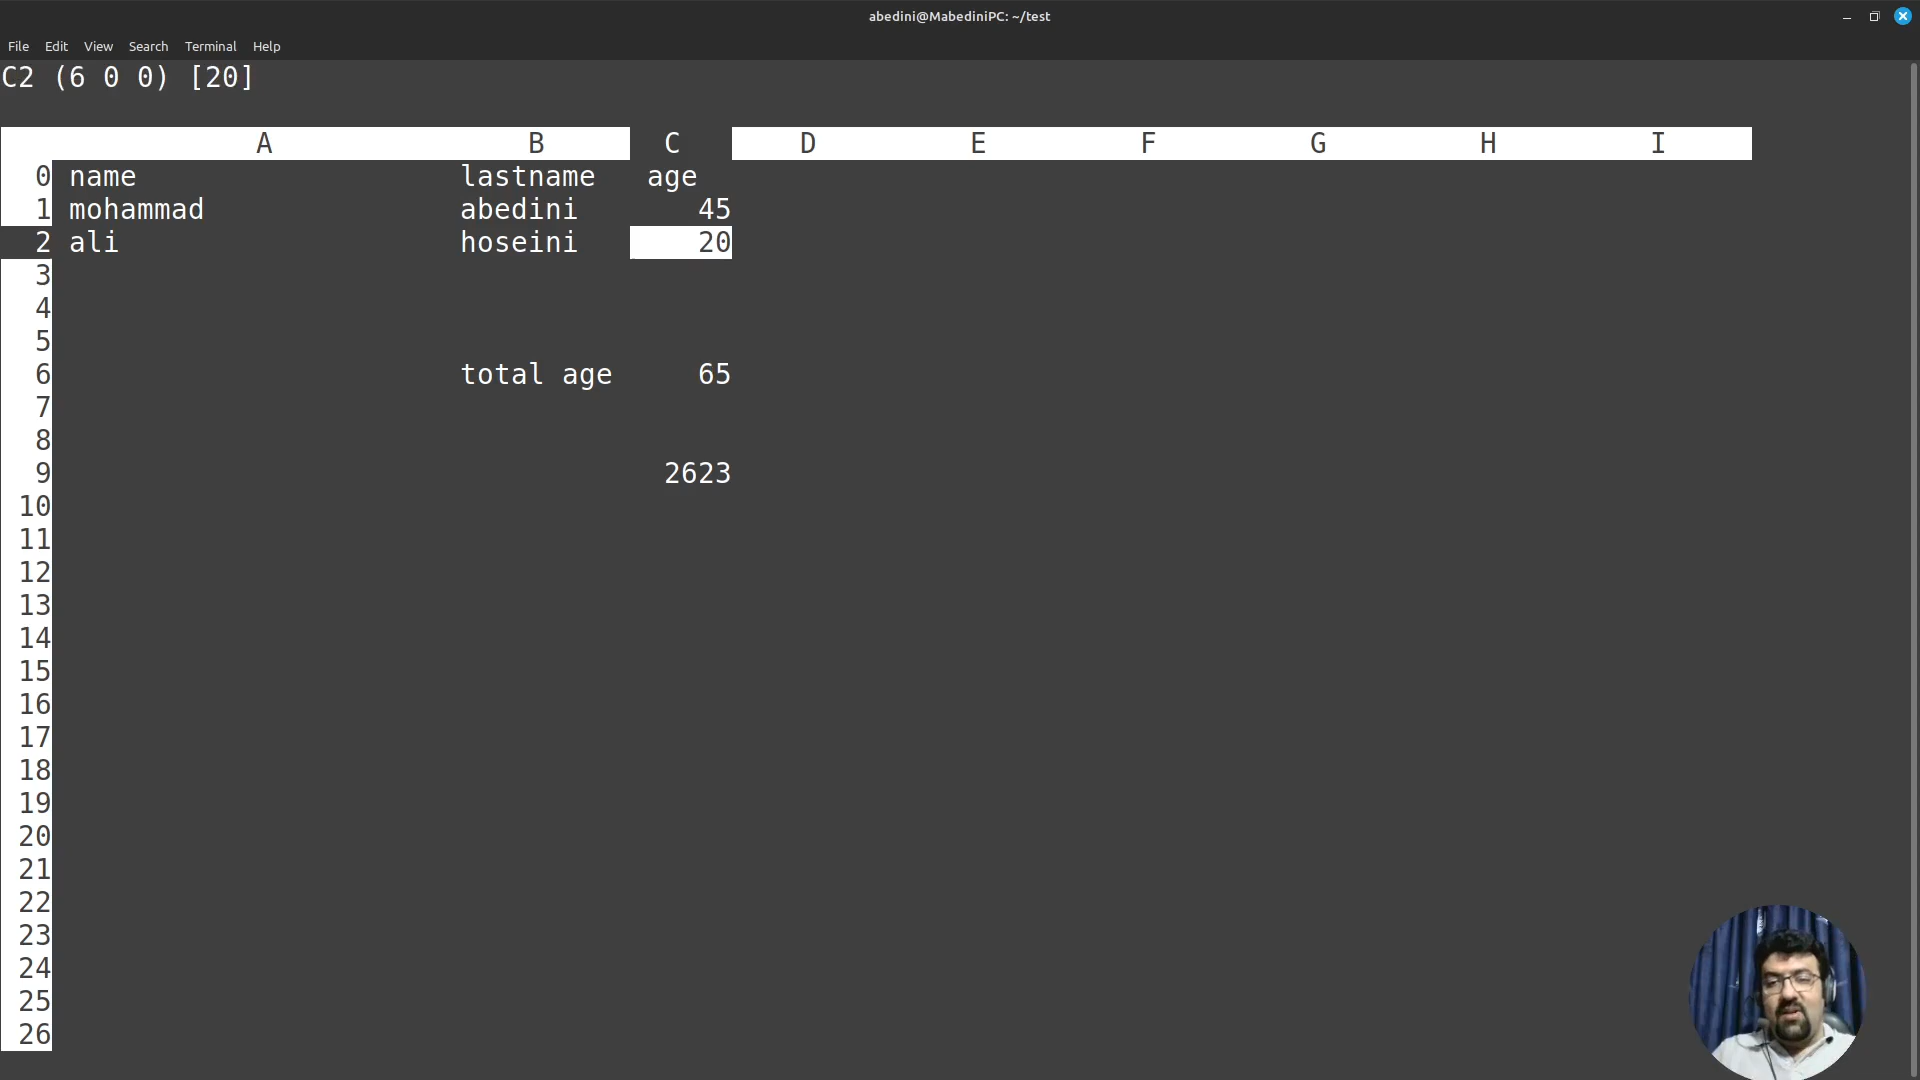 abedini@MabediniPC: ~/test
File Edit View Search Terminal Help
C2 (6 0 0) [20]
A B C D E F G H I
0 name lastname age
1 mohammad abedini 45
2 ali hoseini 20
3
4
5
6 total age 65
7
8
9 2623
10
11
12
13
14
15
16
17
18
19
20
21
22
23
24
25
26